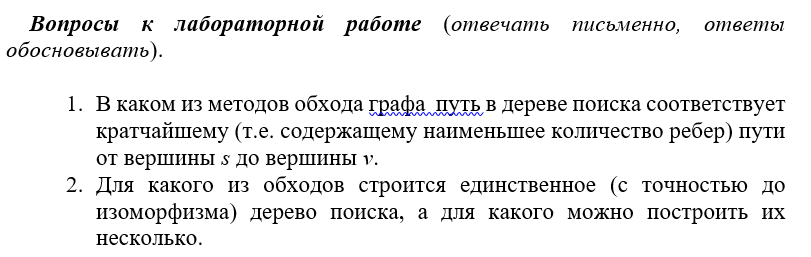 Вопросы к лабораторной работе (отвечать письменно, ответы
обосновывать).
1. В каком из методов обхода графа путь в дереве поиска соответствует
кратчайшему (т.е. содержащему наименьшее количество ребер) пути
от вершины s до вершины v.
2. Для какого из обходов строится единственное (с точностью до
изоморфизма) дерево поиска, а для какого можно построить их
несколько.